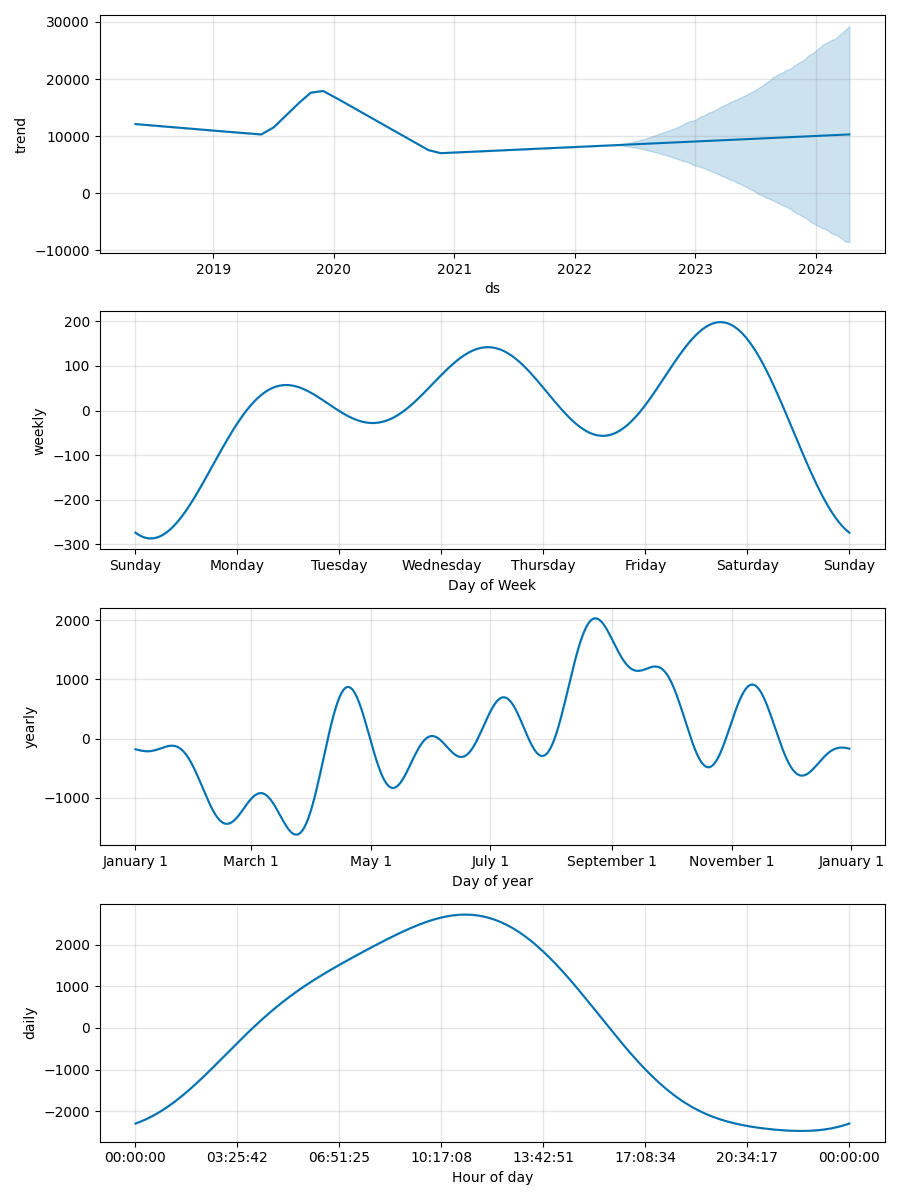 30000
20000
10000
0
−10000
trend
2019 2020 2021 2022 2023 2024
ds
200
100
0
−100
−200
−300
weekly
Sunday Monday Tuesday Wednesday Thursday Friday Saturday Sunday
Day of Week
2000
1000
0
−1000
yearly
January 1 March 1 May 1 July 1 September 1 November 1 January 1
Day of year
2000
1000
0
−1000
−2000
daily
00:00:00 03:25:42 06:51:25 10:17:08 13:42:51 17:08:34 20:34:17 00:00:00
Hour of day